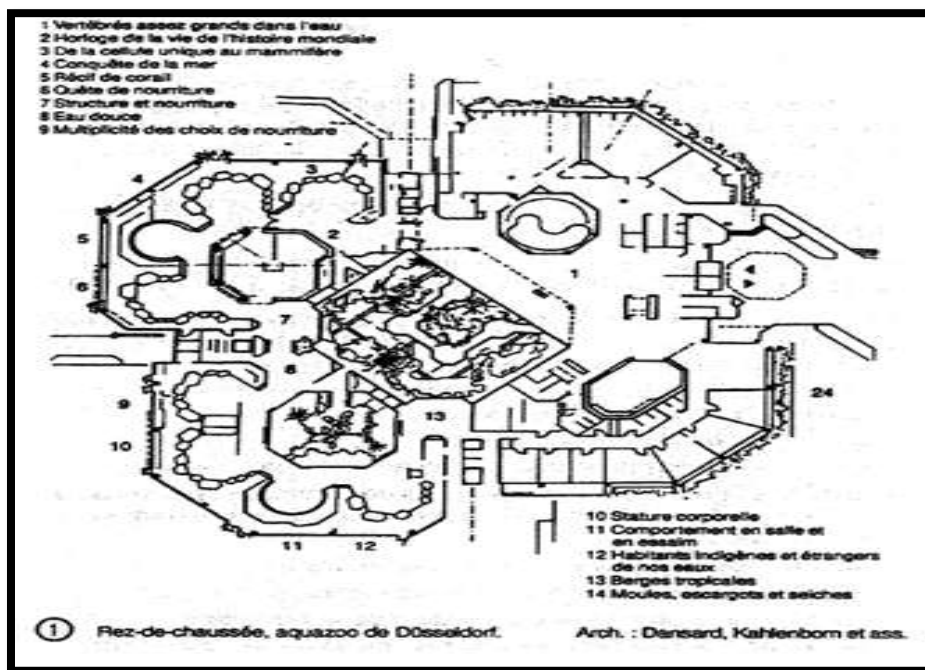 1 Vertébrés assez grands dans l'eau
2 Horloge de la vie de l'histoire mondiale
3 De la cellule unique au mammifère
4 Conquête de la mer
5 Récif de corail
6 Quête de nourriture
7 Structure et nourriture
8 Eau douce
9 Multiplicité des choix de nourriture
3
4
2
5
1
6
7
8
9
13
24
10
11 12
10 Stature corporelle
11 Comportement en salle et
en essaim
12 Habitants indigènes et étrangers
de nos eaux
13 Berges tropicales
14 Moules, escargots et seiches
1 Rez-de-chaussée, aquazoo de Düsseldorf. Arch. : Dansard, Kahlenborn et ass.